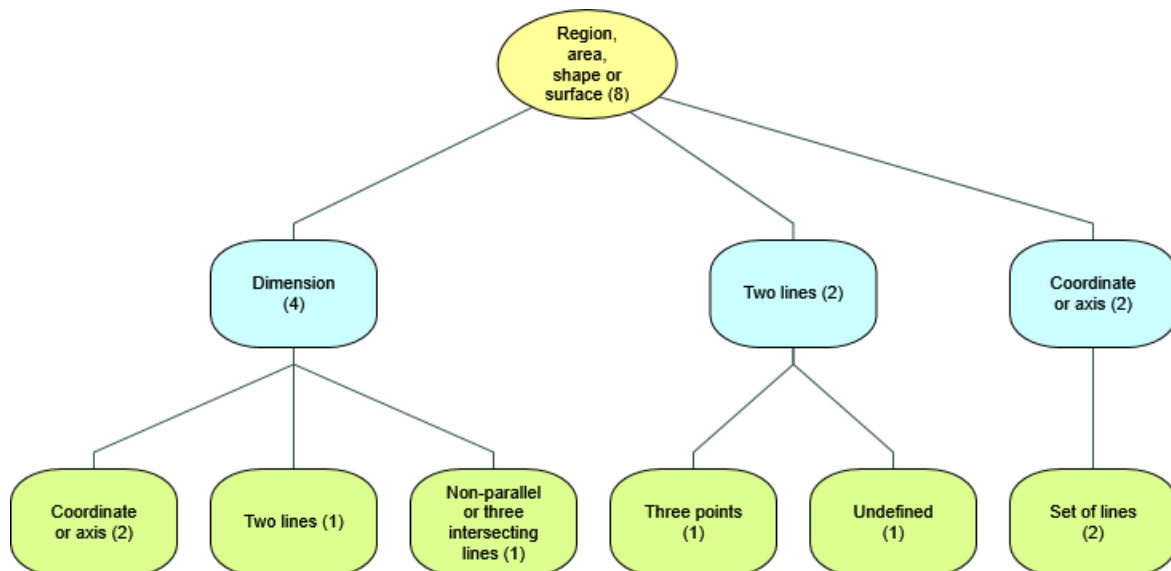 Region,
area,
shape or
surface (8)
Dimension
(4)
Two lines (2)
Coordinate
or axis (2)
Coordinate
or axis (2)
Two lines (1)
Non-parallel
or three
intersecting
lines (1)
Three points
(1)
Undefined
(1)
Set of lines
(2)